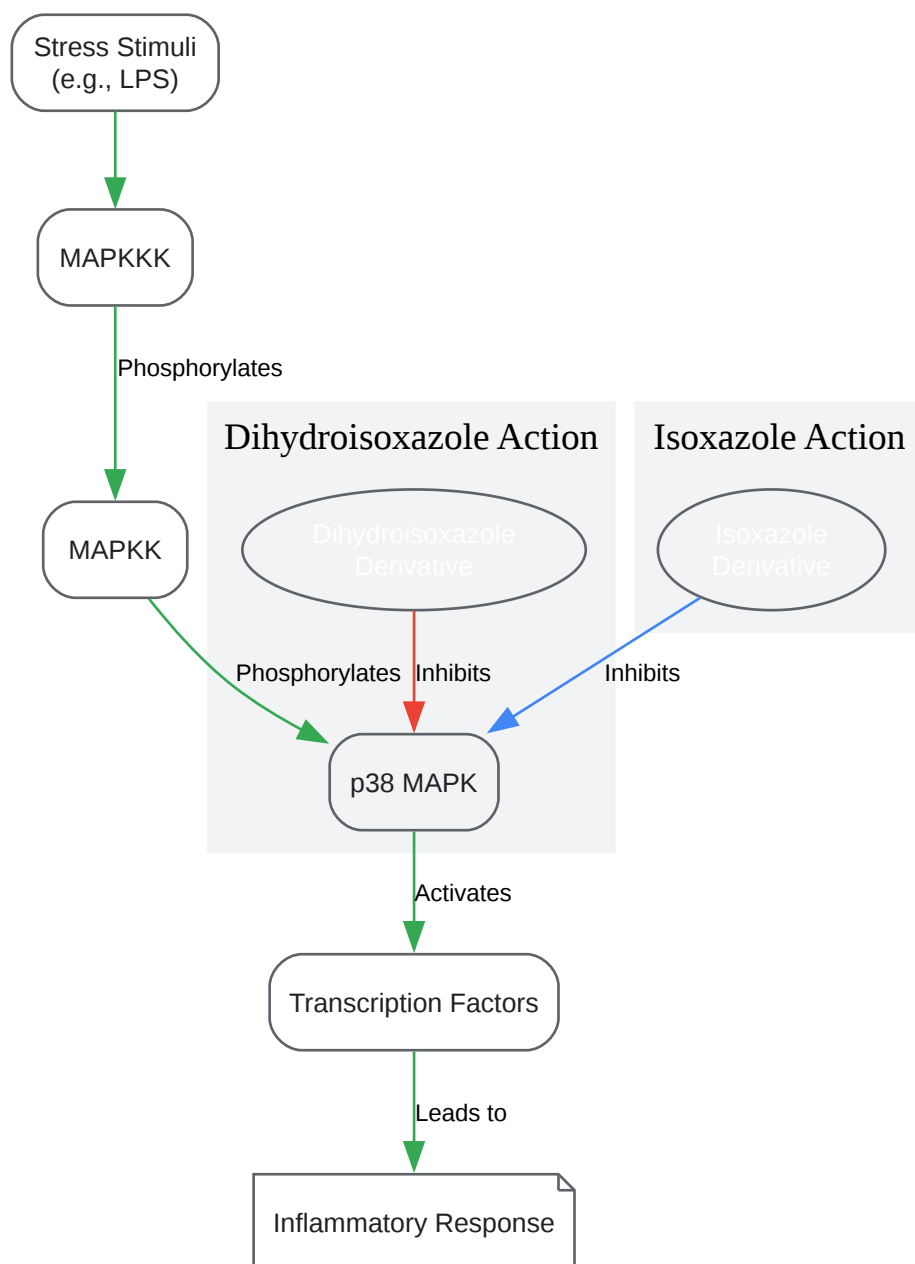 Stress Stimuli
(e.g., LPS)
MAPKKK
Phosphorylates
Dihydroisoxazole Action
Isoxazole Action
MAPKK
Dihydroisoxazole
Derivative
Isoxazole
Derivative
Phosphorylates
Inhibits
Inhibits
p38 MAPK
Activates
Transcription Factors
Leads to
Inflammatory Response